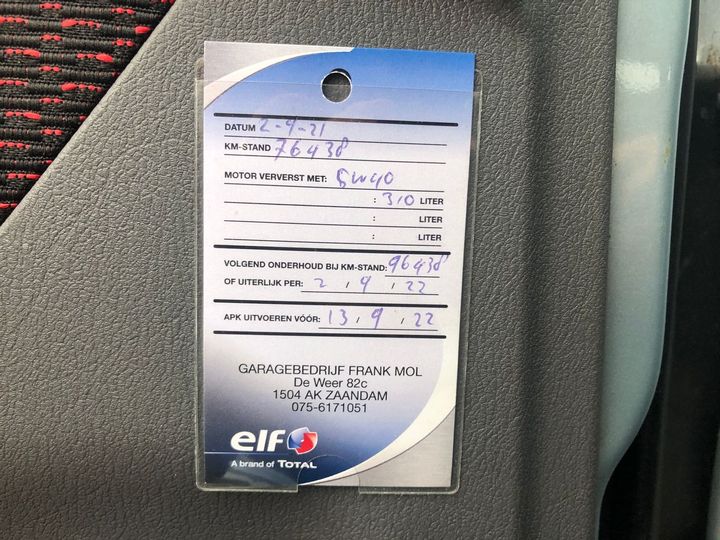 DATUM 2-9-21
KM-STAND 76438
MOTOR VERVERST MET: 5W40
: 3,0 LITER
: LITER
: LITER
VOLGEND ONDERHOUD BIJ KM-STAND: 96438
OF UITERLIJK PER: 2 / 9 / 22
APK UITVOEREN VÓÓR: 13 / 9 / 22
GARAGEBEDRIJF FRANK MOL
De Weer 82c
1504 AK ZAANDAM
075-6171051
elf
A brand of TOTAL